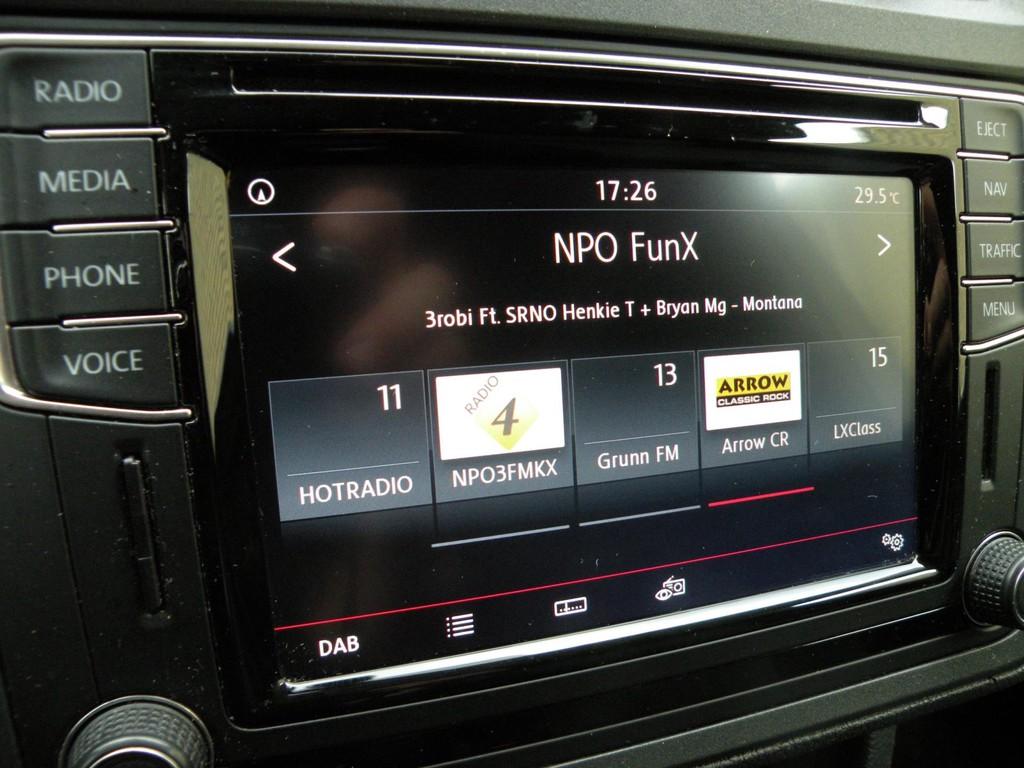 RADIO
MEDIA
PHONE
VOICE
EJECT
NAV
TRAFFIC
MENU
17:26
29.5 °C
< NPO FunX >
3robi Ft. SRNO Henkie T + Bryan Mg - Montana
11
HOTRADIO
RADIO
4
NPO3FMKX
13
Grunn FM
ARROW
CLASSIC ROCK
Arrow CR
15
LXClass
DAB